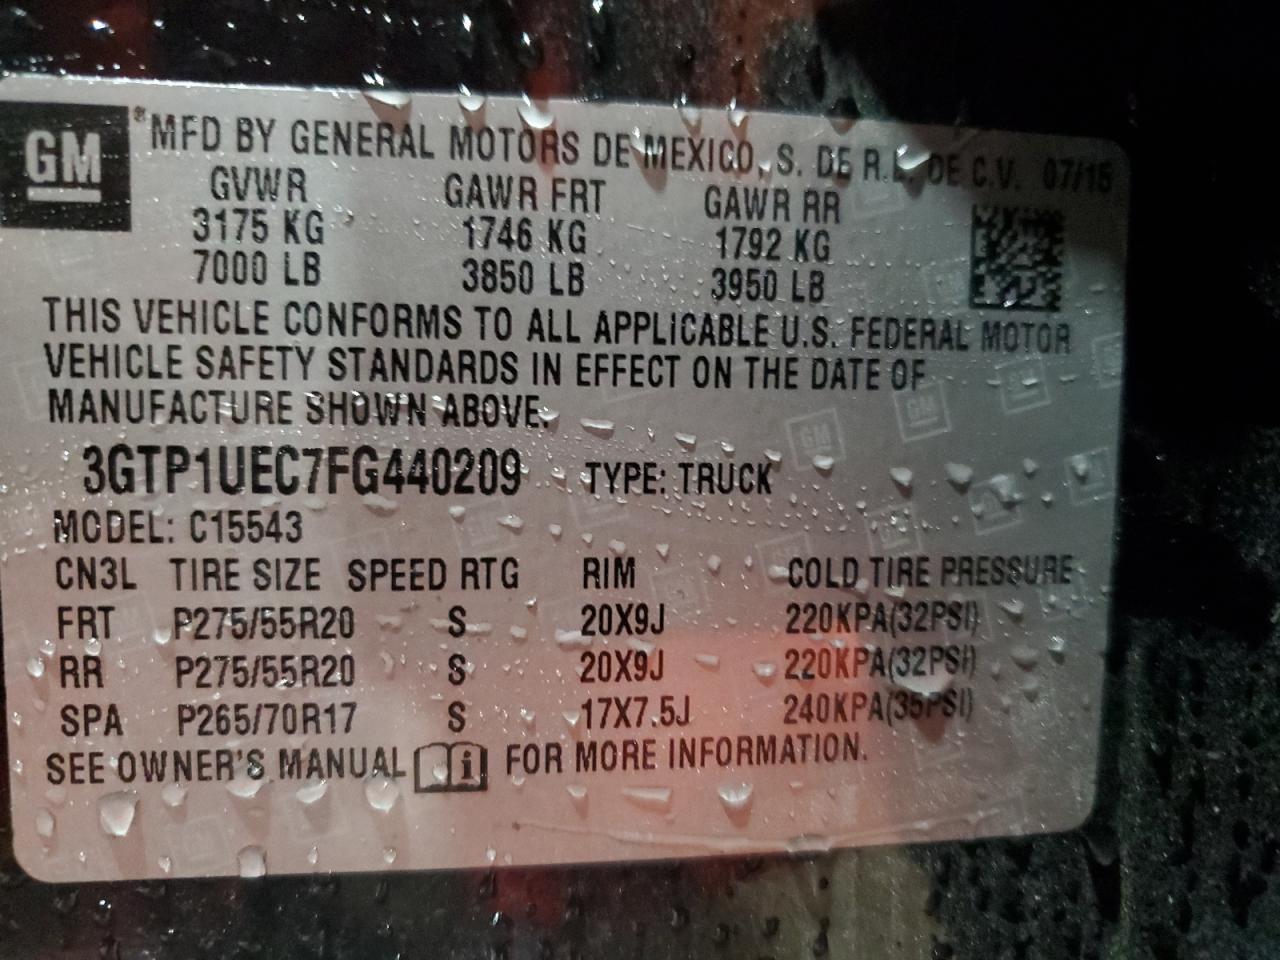 GM ® MFD BY GENERAL MOTORS DE MEXICO, S. DE R.L. DE C.V. 07/15
GVWR GAWR FRT GAWR RR
3175 KG 1746 KG 1792 KG
7000 LB 3850 LB 3950 LB
THIS VEHICLE CONFORMS TO ALL APPLICABLE U.S. FEDERAL MOTOR
VEHICLE SAFETY STANDARDS IN EFFECT ON THE DATE OF
MANUFACTURE SHOWN ABOVE.
3GTP1UEC7FG440209 TYPE: TRUCK
MODEL: C15543
CN3L TIRE SIZE SPEED RTG RIM COLD TIRE PRESSURE
FRT P275/55R20 S 20X9J 220KPA(32PSI)
RR P275/55R20 S 20X9J 220KPA(32PSI)
SPA P265/70R17 S 17X7.5J 240KPA(35PSI)
SEE OWNER'S MANUAL i FOR MORE INFORMATION.